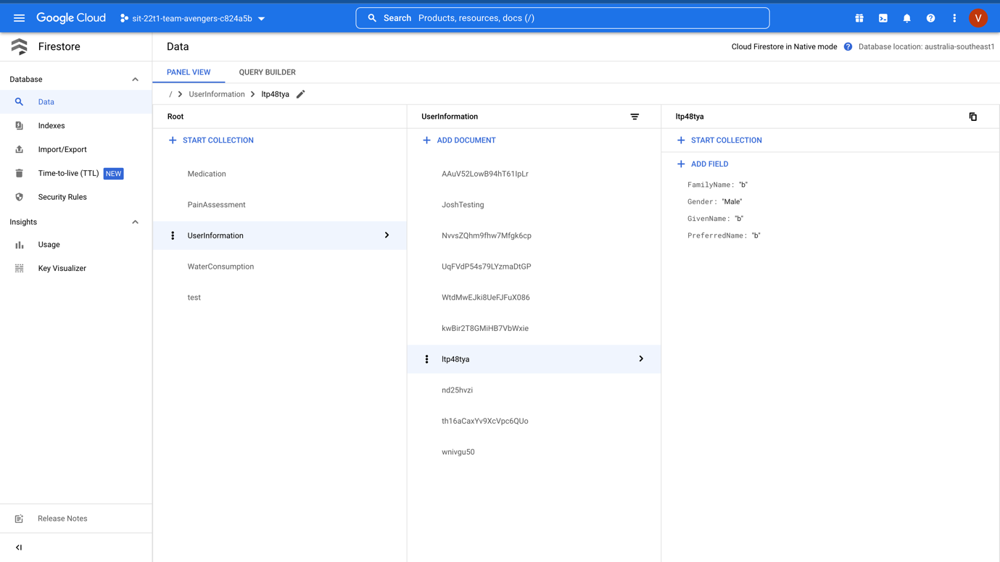 Google Cloud
sit-22t1-team-avengers-c824a5b
Search Products, resources, docs (/)
V
Firestore
Data
Cloud Firestore in Native mode
Database location: australia-southeast1
Database
Data
Indexes
Import/Export
Time-to-live (TTL) NEW
Security Rules
Insights
Usage
Key Visualizer
Release Notes
PANEL VIEW
QUERY BUILDER
/ UserInformation ltp48tya
Root
START COLLECTION
Medication
PainAssessment
UserInformation
WaterConsumption
test
UserInformation
ADD DOCUMENT
AAuV52LowB94hT61IpLr
JoshTesting
NvvsZQhm9fhw7Mfgk6cp
UqFVdP54s79LYzmaDtGP
WtdMwEJki8UeFJFuX086
kwBir2T8GMiHB7VbWxie
ltp48tya
nd25hvzi
th16aCaxYv9XcVpc6QUo
wnivgu50
ltp48tya
START COLLECTION
ADD FIELD
FamilyName: "b"
Gender: "Male"
GivenName: "b"
PreferredName: "b"